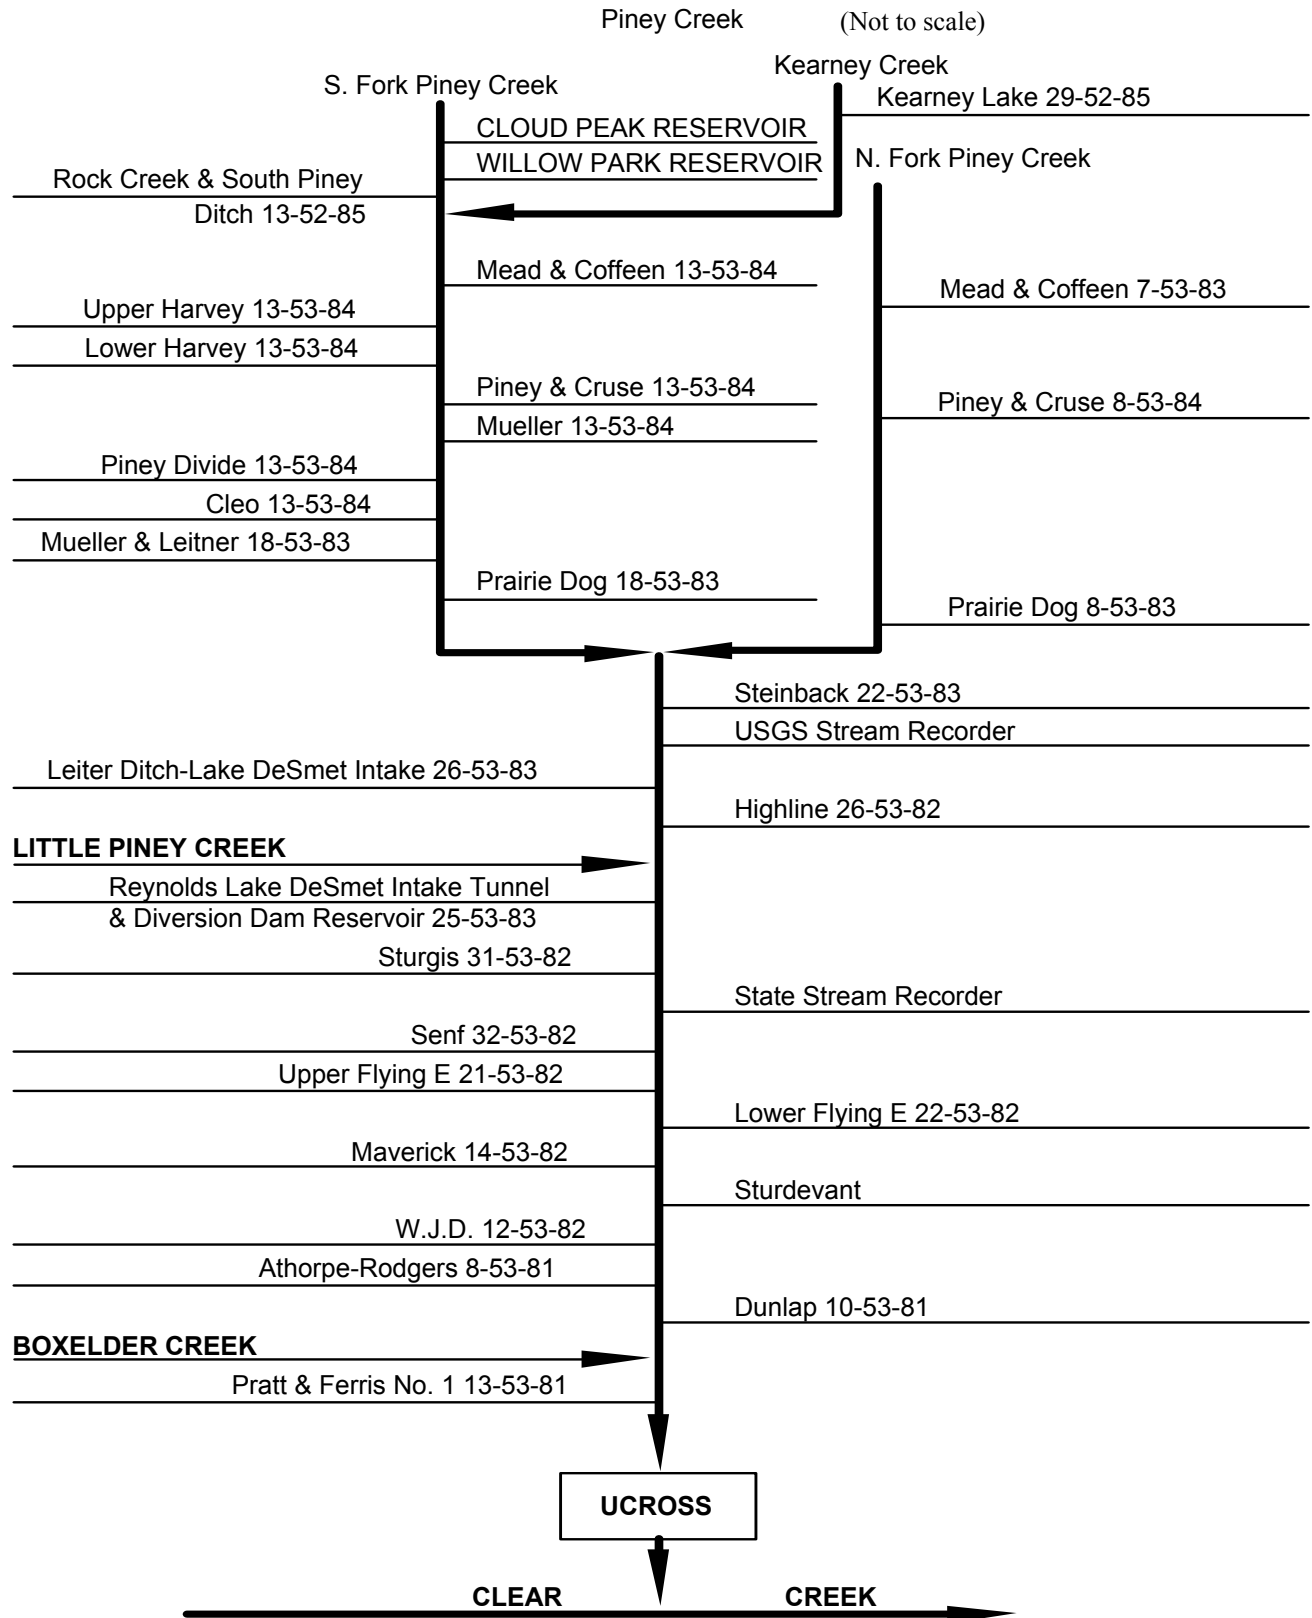 Piney Creek (Not to scale)
Kearney Creek
S. Fork Piney Creek
Kearney Lake 29-52-85
CLOUD PEAK RESERVOIR
WILLOW PARK RESERVOIR
N. Fork Piney Creek
Rock Creek & South Piney
Ditch 13-52-85
Mead & Coffeen 13-53-84
Mead & Coffeen 7-53-83
Upper Harvey 13-53-84
Lower Harvey 13-53-84
Piney & Cruse 13-53-84
Piney & Cruse 8-53-84
Mueller 13-53-84
Piney Divide 13-53-84
Cleo 13-53-84
Mueller & Leitner 18-53-83
Prairie Dog 18-53-83
Prairie Dog 8-53-83
Steinback 22-53-83
USGS Stream Recorder
Leiter Ditch-Lake DeSmet Intake 26-53-83
Highline 26-53-82
LITTLE PINEY CREEK
Reynolds Lake DeSmet Intake Tunnel
& Diversion Dam Reservoir 25-53-83
Sturgis 31-53-82
State Stream Recorder
Senf 32-53-82
Upper Flying E 21-53-82
Lower Flying E 22-53-82
Maverick 14-53-82
Sturdevant
W.J.D. 12-53-82
Athorpe-Rodgers 8-53-81
Dunlap 10-53-81
BOXELDER CREEK
Pratt & Ferris No. 1 13-53-81
UCROSS
CLEAR CREEK